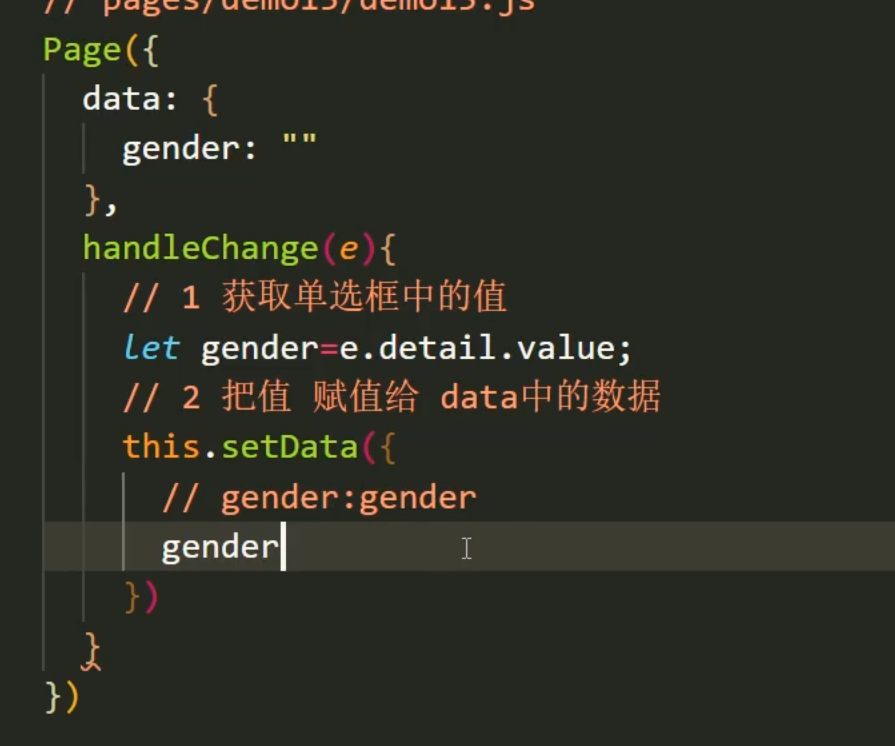 // pages/demo15/demo15.js
Page({
data: {
gender: ""
},
handleChange(e){
// 1 获取单选框中的值
let gender=e.detail.value;
// 2 把值 赋值给 data中的数据
this.setData({
// gender:gender
gender
})
}
})